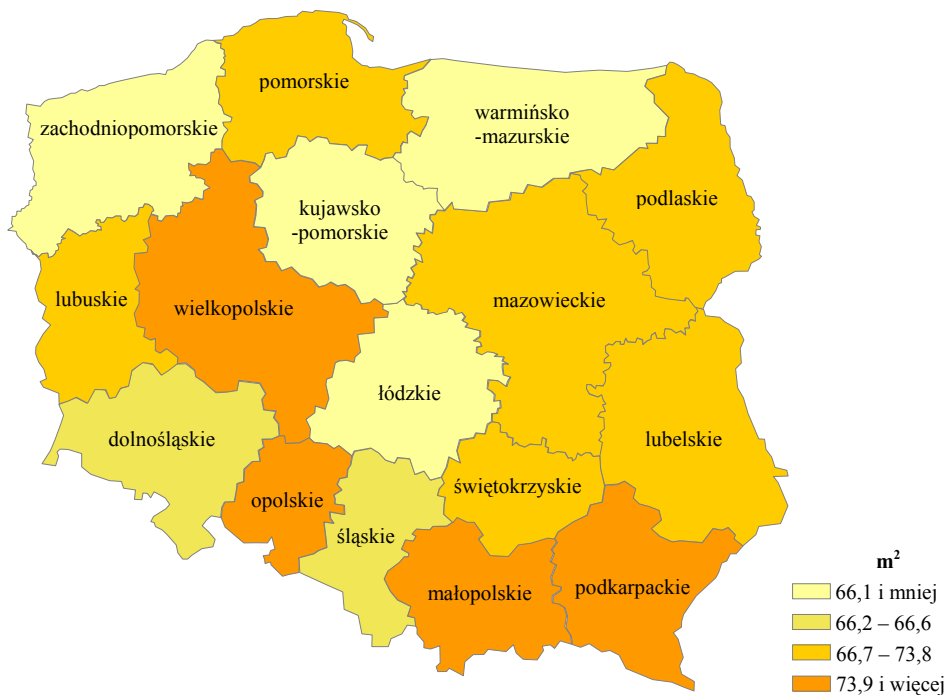 pomorskie
zachodniopomorskie
warmińsko
-mazurskie
podlaskie
kujawsko
-pomorskie
lubuskie
wielkopolskie
mazowieckie
łódzkie
dolnośląskie
lubelskie
opolskie
świętokrzyskie
śląskie
małopolskie
podkarpackie
m²
66,1 i mniej
66,2 – 66,6
66,7 – 73,8
73,9 i więcej